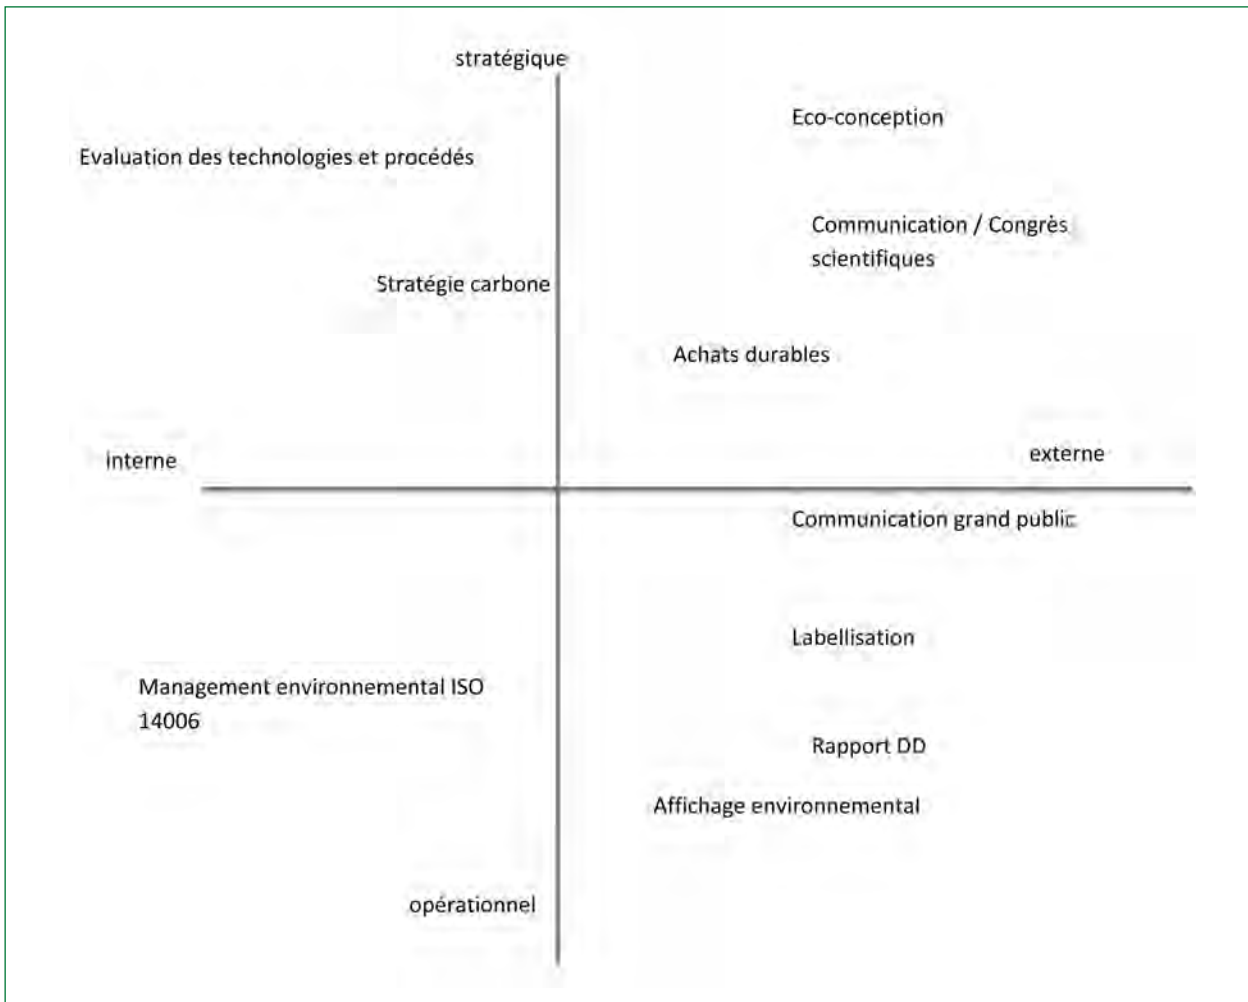 stratégique
Eco-conception
Evaluation des technologies et procédés
Communication / Congrès
scientifiques
Stratégie carbone
Achats durables
interne
externe
Communication grand public
Labellisation
Management environnemental ISO
14006
Rapport DD
Affichage environnemental
opérationnel